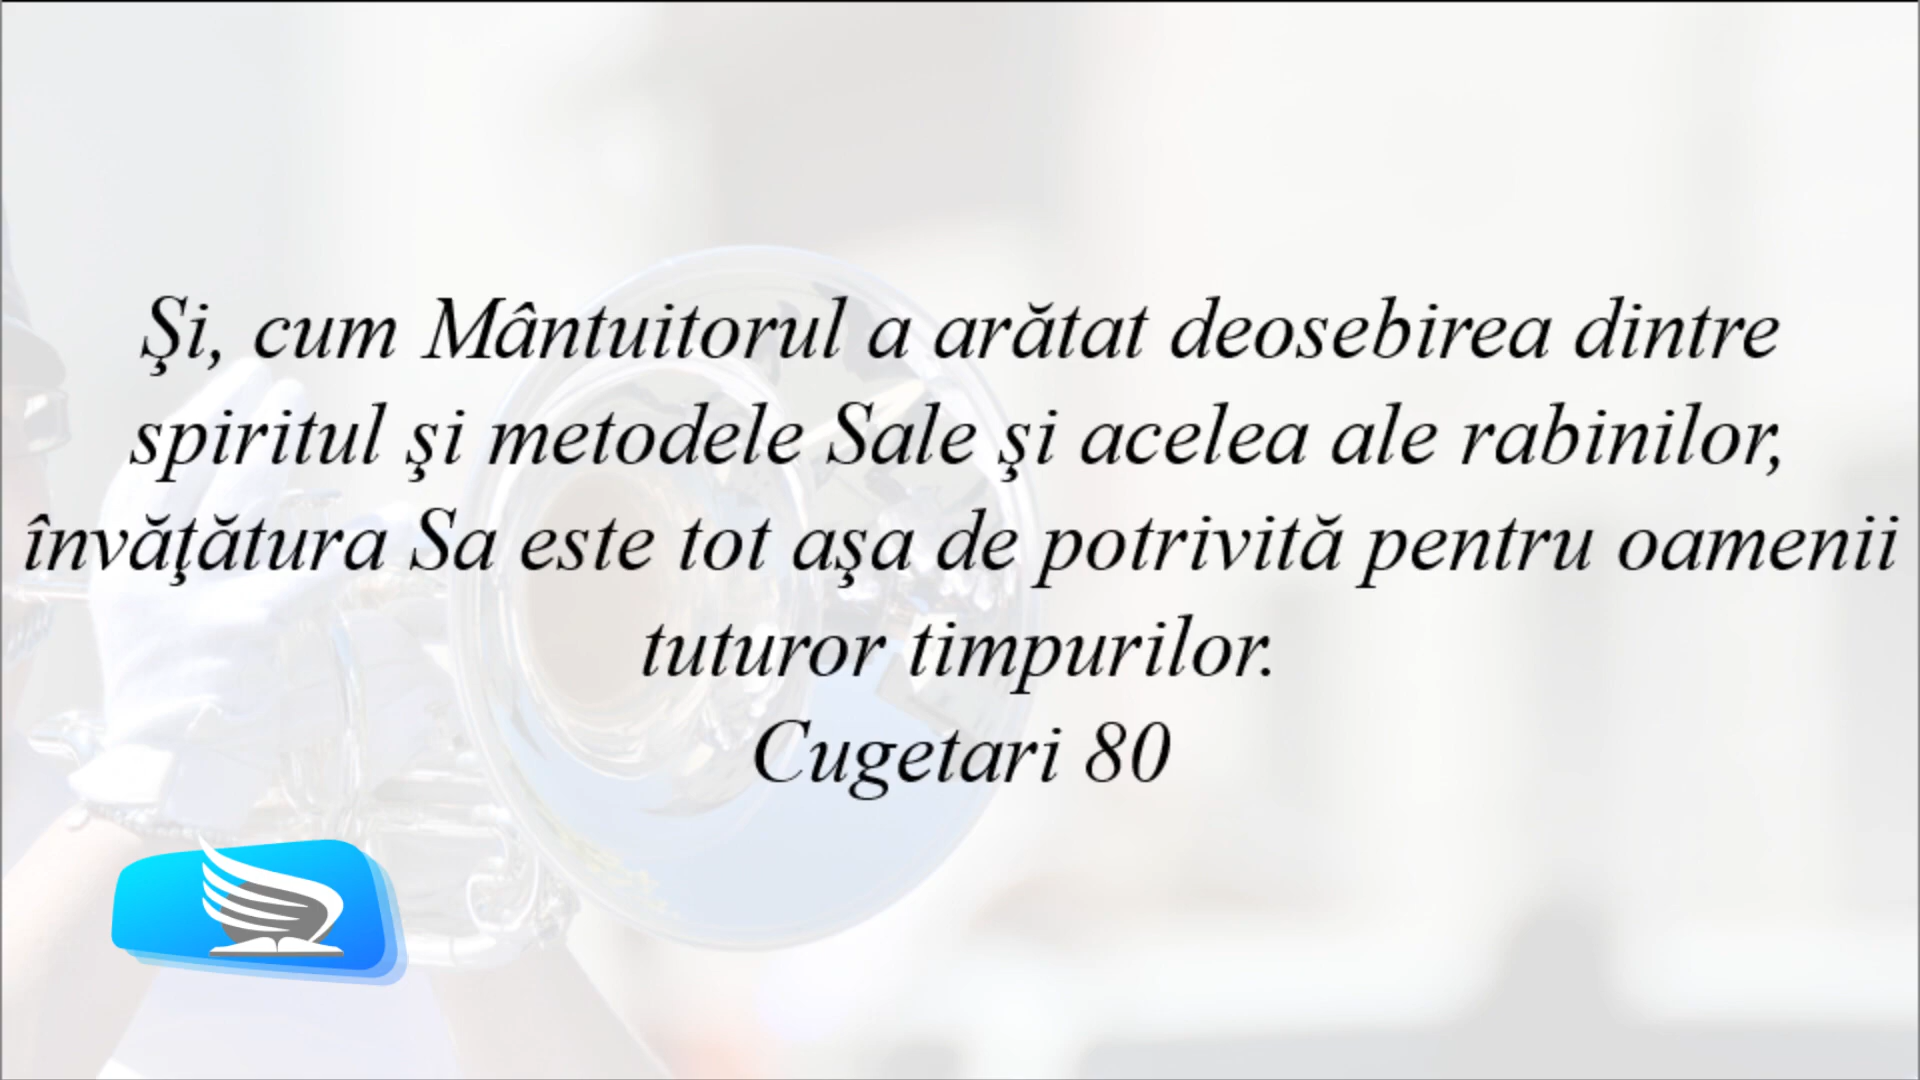 Şi, cum Mântuitorul a arătat deosebirea dintre
spiritul şi metodele Sale şi acelea ale rabinilor,
învăţătura Sa este tot aşa de potrivită pentru oamenii
tuturor timpurilor.
Cugetari 80